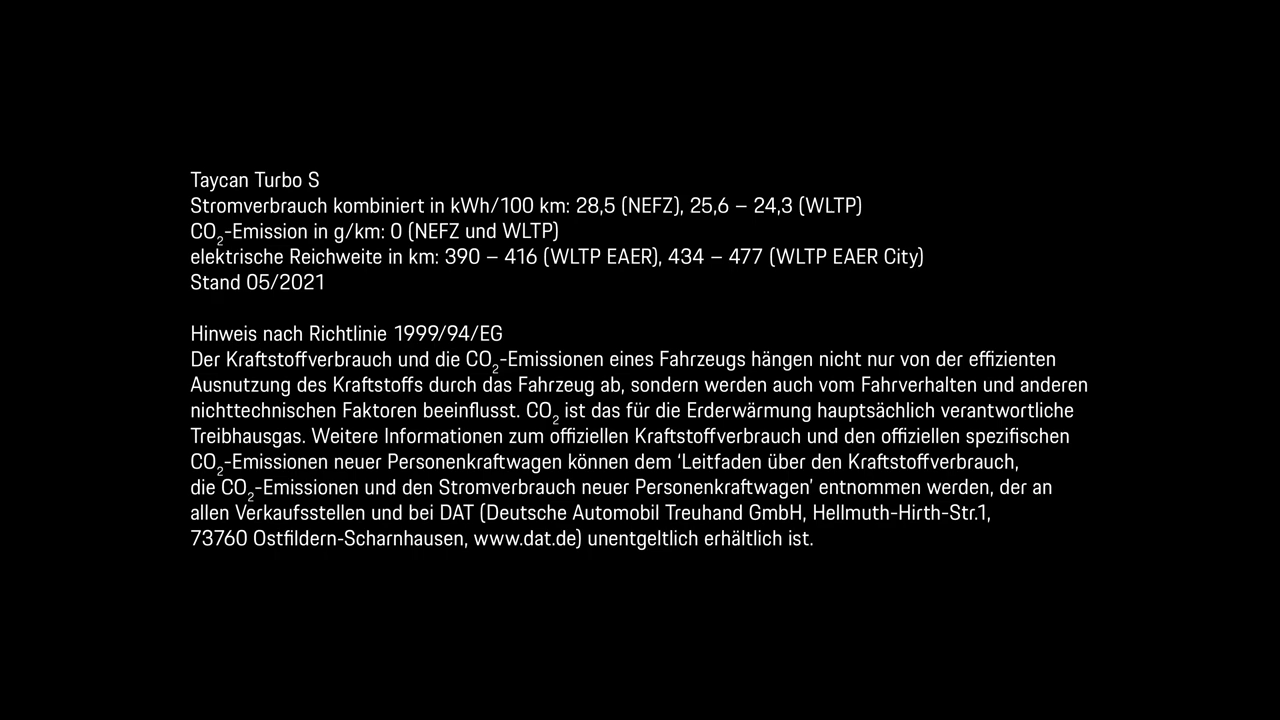 Taycan Turbo S
Stromverbrauch kombiniert in kWh/100 km: 28,5 (NEFZ), 25,6 – 24,3 (WLTP)
CO₂-Emission in g/km: 0 (NEFZ und WLTP)
elektrische Reichweite in km: 390 – 416 (WLTP EAER), 434 – 477 (WLTP EAER City)
Stand 05/2021
Hinweis nach Richtlinie 1999/94/EG
Der Kraftstoffverbrauch und die CO₂-Emissionen eines Fahrzeugs hängen nicht nur von der effizienten
Ausnutzung des Kraftstoffs durch das Fahrzeug ab, sondern werden auch vom Fahrverhalten und anderen
nichttechnischen Faktoren beeinflusst. CO₂ ist das für die Erderwärmung hauptsächlich verantwortliche
Treibhausgas. Weitere Informationen zum offiziellen Kraftstoffverbrauch und den offiziellen spezifischen
CO₂-Emissionen neuer Personenkraftwagen können dem ‘Leitfaden über den Kraftstoffverbrauch,
die CO₂-Emissionen und den Stromverbrauch neuer Personenkraftwagen’ entnommen werden, der an
allen Verkaufsstellen und bei DAT (Deutsche Automobil Treuhand GmbH, Hellmuth-Hirth-Str.1,
73760 Ostfildern-Scharnhausen, www.dat.de) unentgeltlich erhältlich ist.